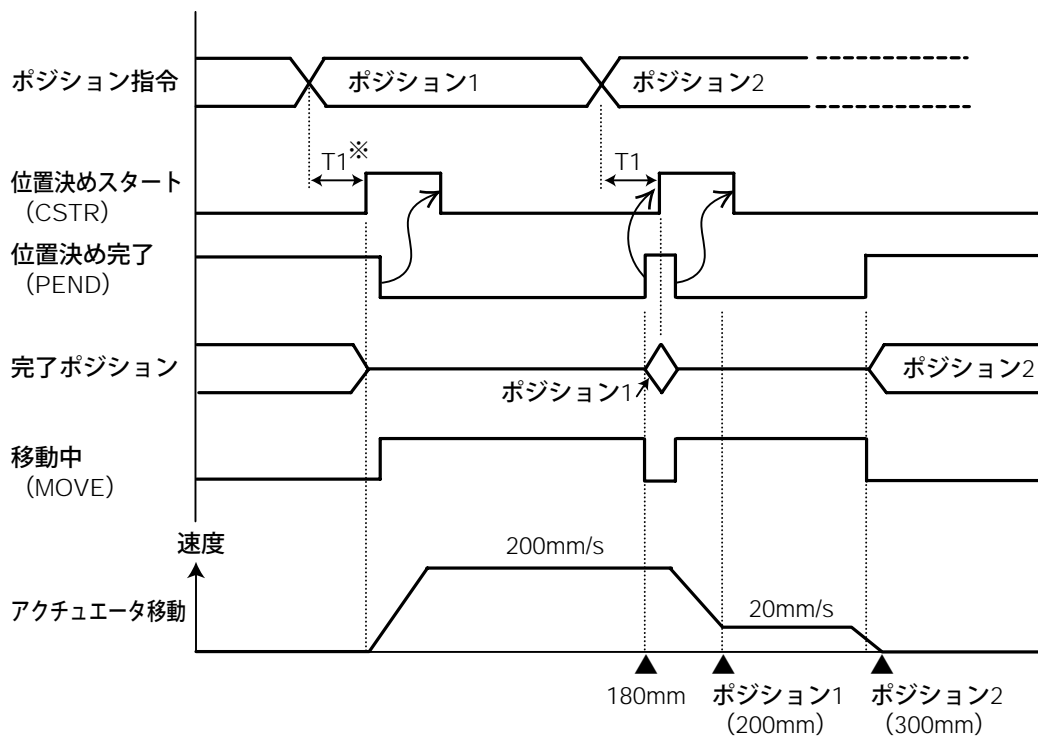 ポジション指令
ポジション1
ポジション2
T1※
T1
位置決めスタート
（CSTR）
位置決め完了
（PEND）
完了ポジション
ポジション1
ポジション2
移動中
（MOVE）
速度
200mm/s
アクチュエータ移動
20mm/s
180mm
ポジション1
（200mm）
ポジション2
（300mm）